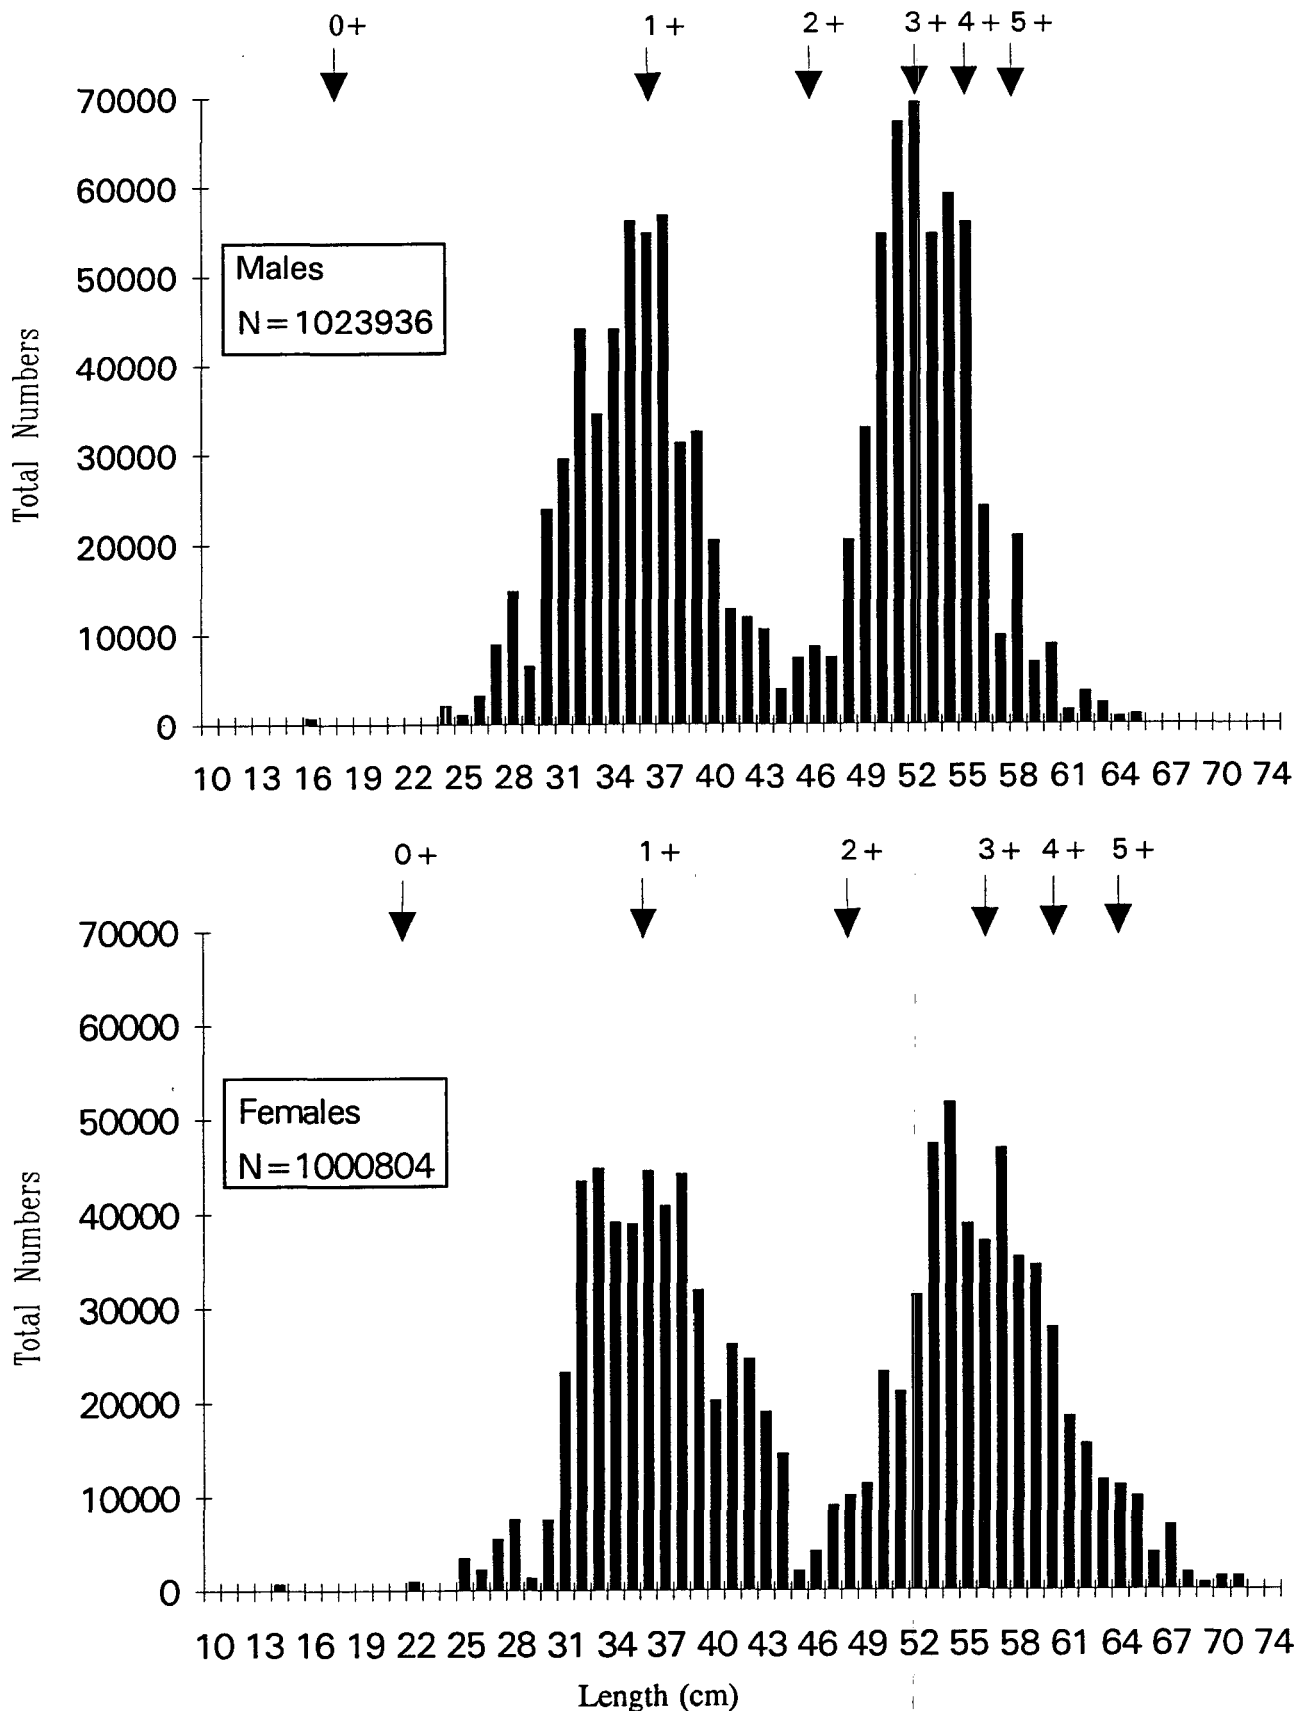 0+ 1+ 2+ 3+ 4+ 5+
70000
60000
50000
40000
30000
20000
10000
0
Total Numbers
Males
N=1023936
10 13 16 19 22 25 28 31 34 37 40 43 46 49 52 55 58 61 64 67 70 74
0+ 1+ 2+ 3+ 4+ 5+
70000
60000
50000
40000
30000
20000
10000
0
Total Numbers
Females
N=1000804
10 13 16 19 22 25 28 31 34 37 40 43 46 49 52 55 58 61 64 67 70 74
Length (cm)